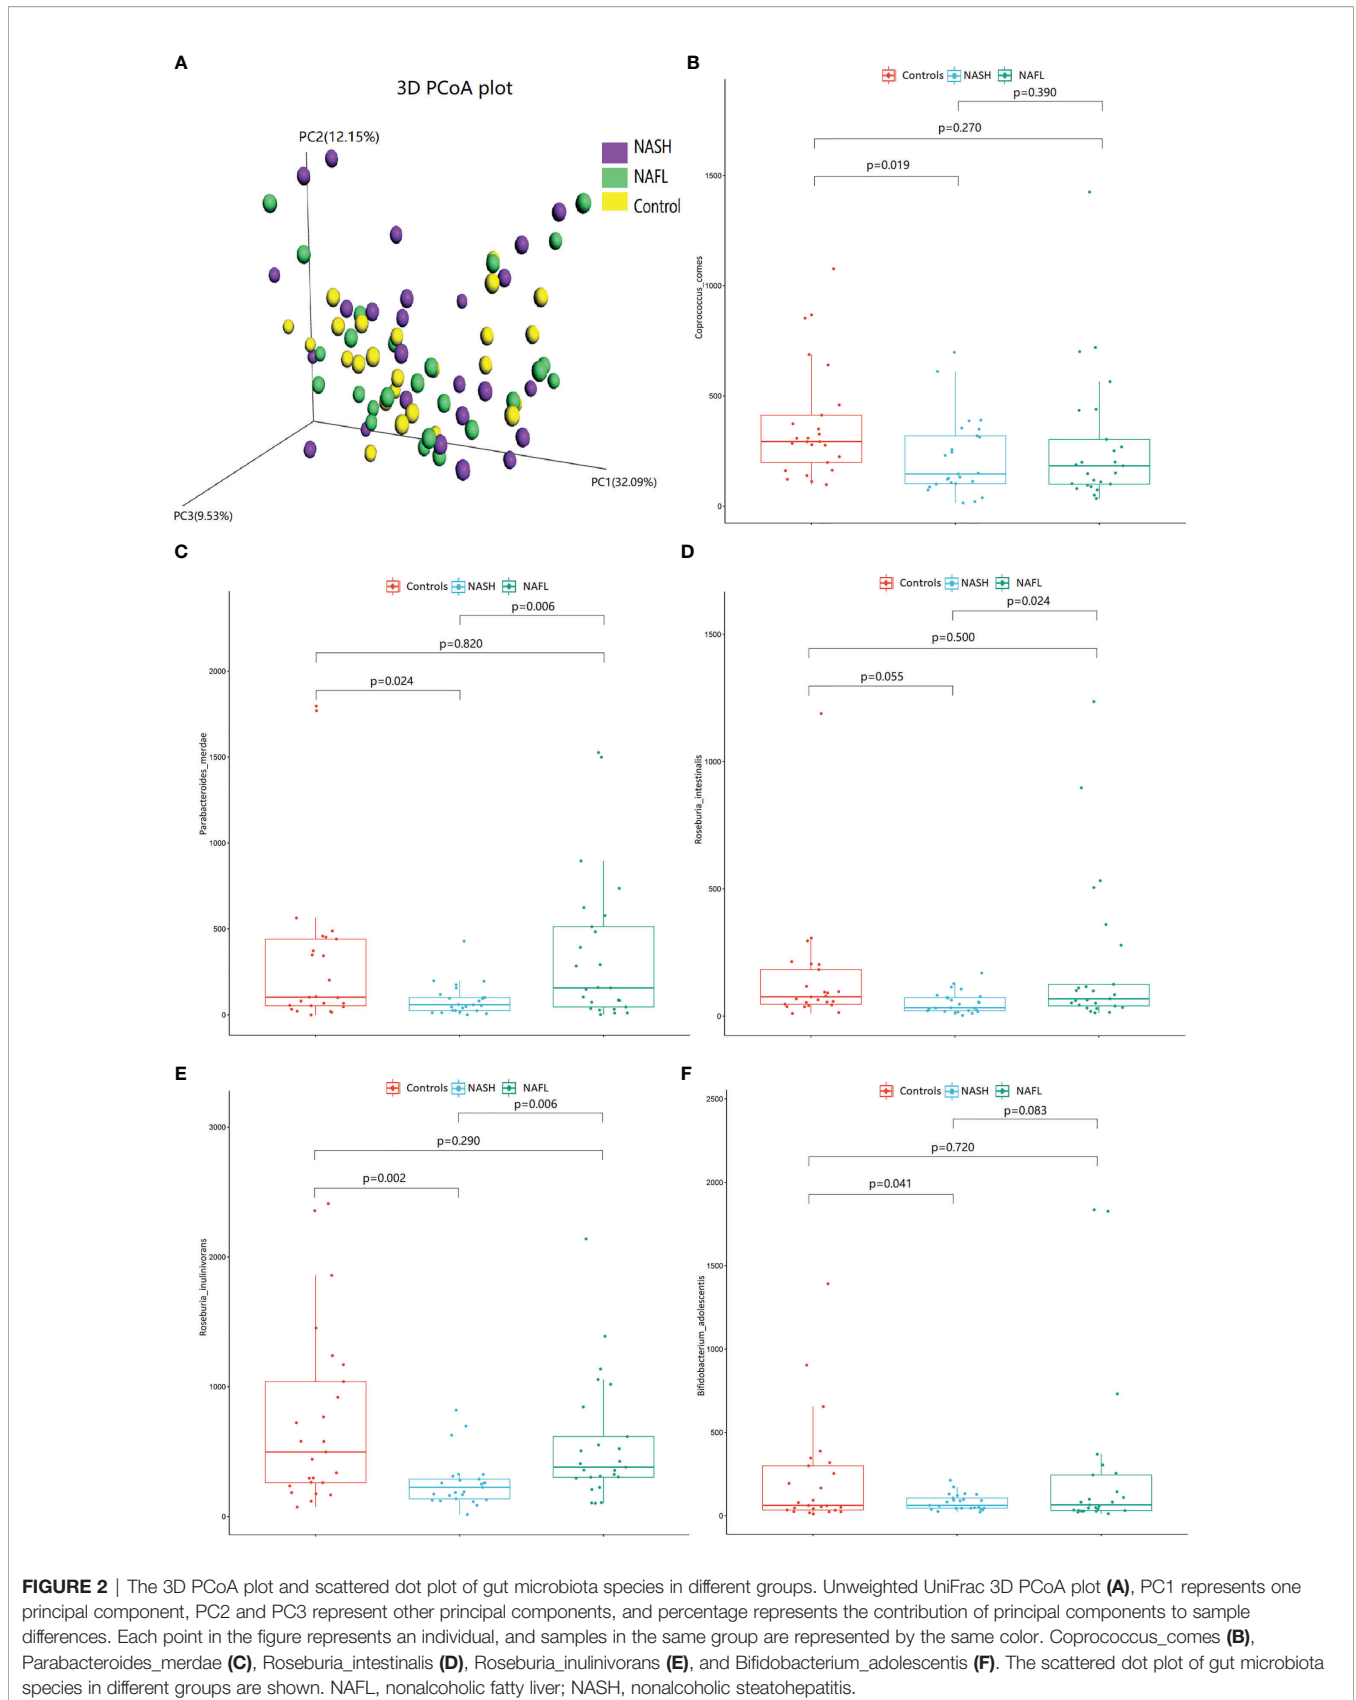 A
3D PCoA plot
PC2(12.15%)
NASH
NAFL
Control
PC1(32.09%)
PC3(9.53%)
B
Controls NASH NAFL
p=0.390
p=0.270
p=0.019
1500
1000
500
0
Coprococcus_comes
C
Controls NASH NAFL
p=0.006
p=0.820
p=0.024
2000
1500
1000
500
0
Parabacteroides_merdae
D
Controls NASH NAFL
p=0.024
p=0.500
p=0.055
1500
1000
500
0
Roseburia_intestinalis
E
Controls NASH NAFL
p=0.006
p=0.290
p=0.002
3000
2000
1000
0
Roseburia_inulinivorans
F
Controls NASH NAFL
p=0.083
p=0.720
p=0.041
2500
2000
1500
1000
500
0
Bifidobacterium_adolescentis
FIGURE 2 | The 3D PCoA plot and scattered dot plot of gut microbiota species in different groups. Unweighted UniFrac 3D PCoA plot (A), PC1 represents one
principal component, PC2 and PC3 represent other principal components, and percentage represents the contribution of principal components to sample
differences. Each point in the figure represents an individual, and samples in the same group are represented by the same color. Coprococcus_comes (B),
Parabacteroides_merdae (C), Roseburia_intestinalis (D), Roseburia_inulinivorans (E), and Bifidobacterium_adolescentis (F). The scattered dot plot of gut microbiota
species in different groups are shown. NAFL, nonalcoholic fatty liver; NASH, nonalcoholic steatohepatitis.